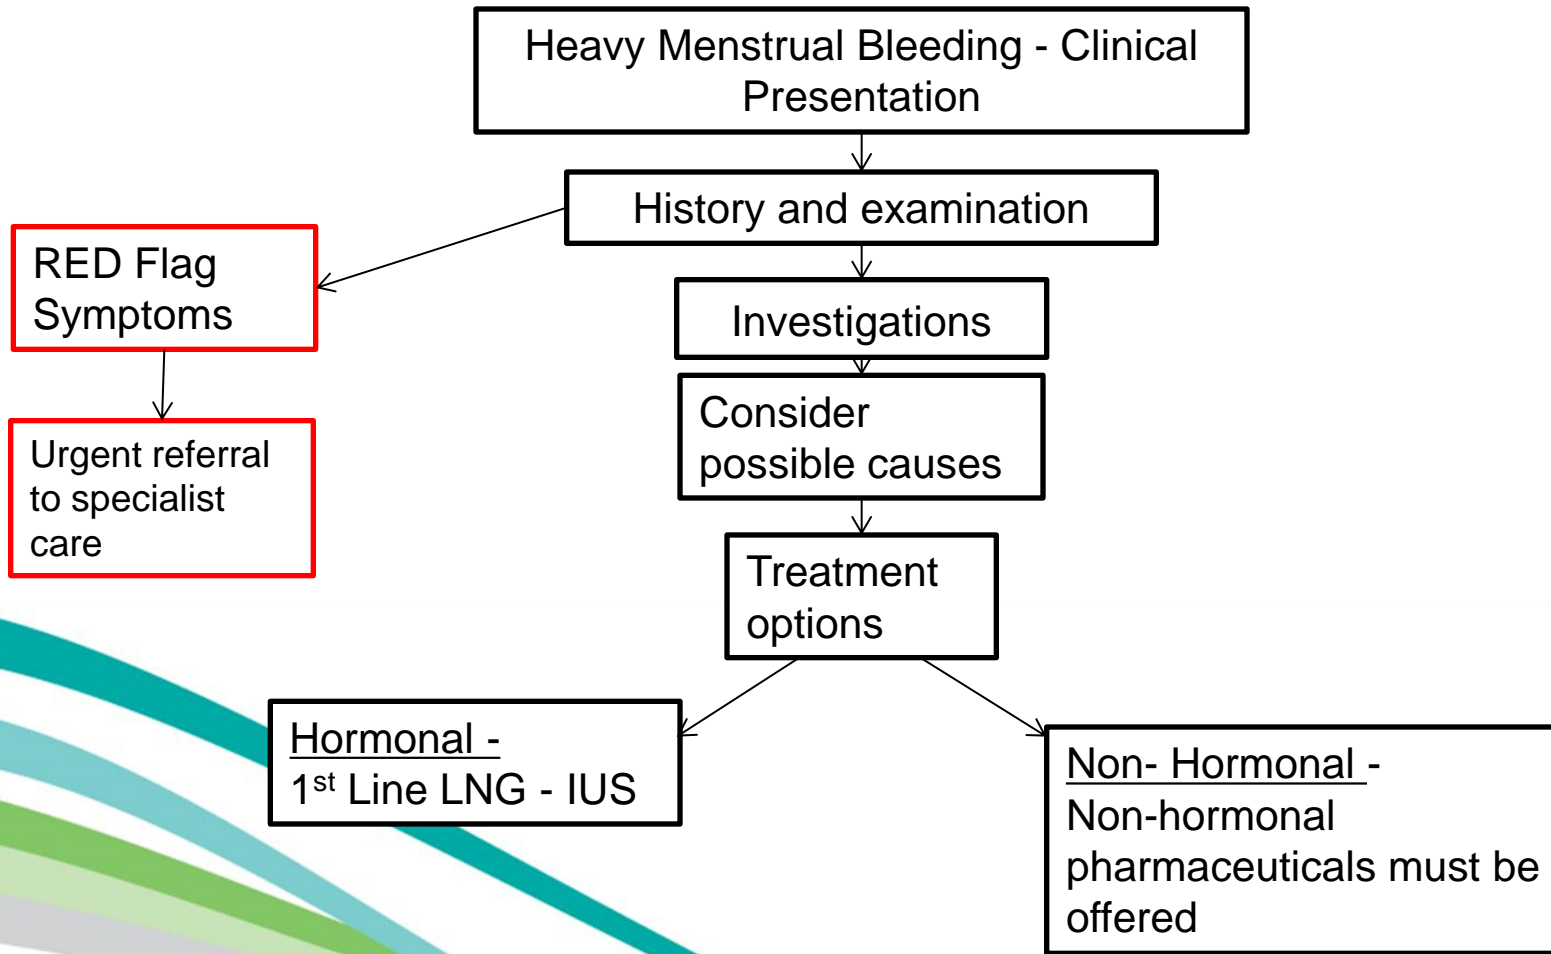 Heavy Menstrual Bleeding - Clinical
Presentation
History and examination
RED Flag
Symptoms
Investigations
Urgent referral
to specialist
care
Consider
possible causes
Treatment
options
Hormonal -
1st Line LNG - IUS
Non- Hormonal -
Non-hormonal
pharmaceuticals must be
offered